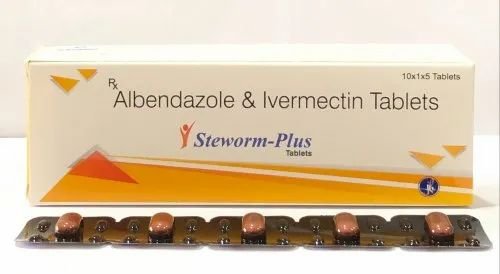 10x1x5 Tablets
Rx
Albendazole & Ivermectin Tablets
Steworm-Plus
Tablets